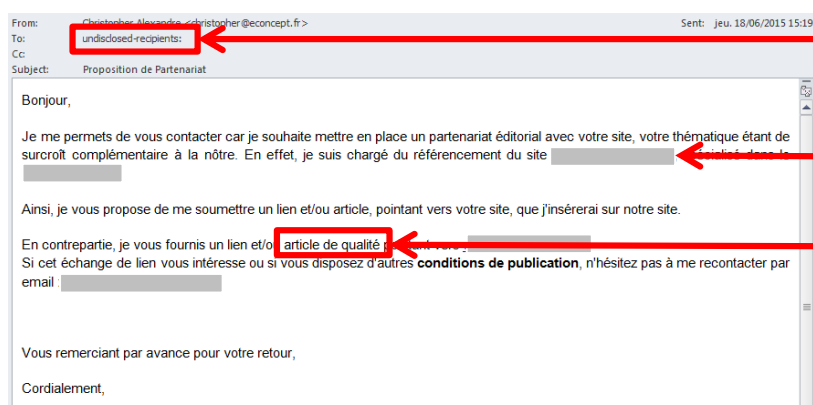 From: Christopher Alexandre <christopher@econcept.fr> Sent: jeu. 18/06/2015 15:19
To: undisclosed-recipients:
Cc:
Subject: Proposition de Partenariat
Bonjour,
Je me permets de vous contacter car je souhaite mettre en place un partenariat éditorial avec votre site, votre thématique étant de
surcroît complémentaire à la nôtre. En effet, je suis chargé du référencement du site
Ainsi, je vous propose de me soumettre un lien et/ou article, pointant vers votre site, que j'insérerai sur notre site.
En contrepartie, je vous fournis un lien et/ou article de qualité
Si cet échange de lien vous intéresse ou si vous disposez d'autres conditions de publication, n'hésitez pas à me recontacter par
email :
Vous remerciant par avance pour votre retour,
Cordialement,